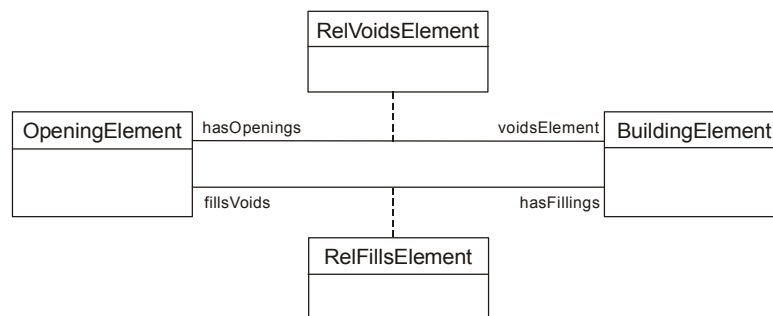 RelVoidsElement
OpeningElement
hasOpenings
voidsElement
BuildingElement
fillsVoids
hasFillings
RelFillsElement